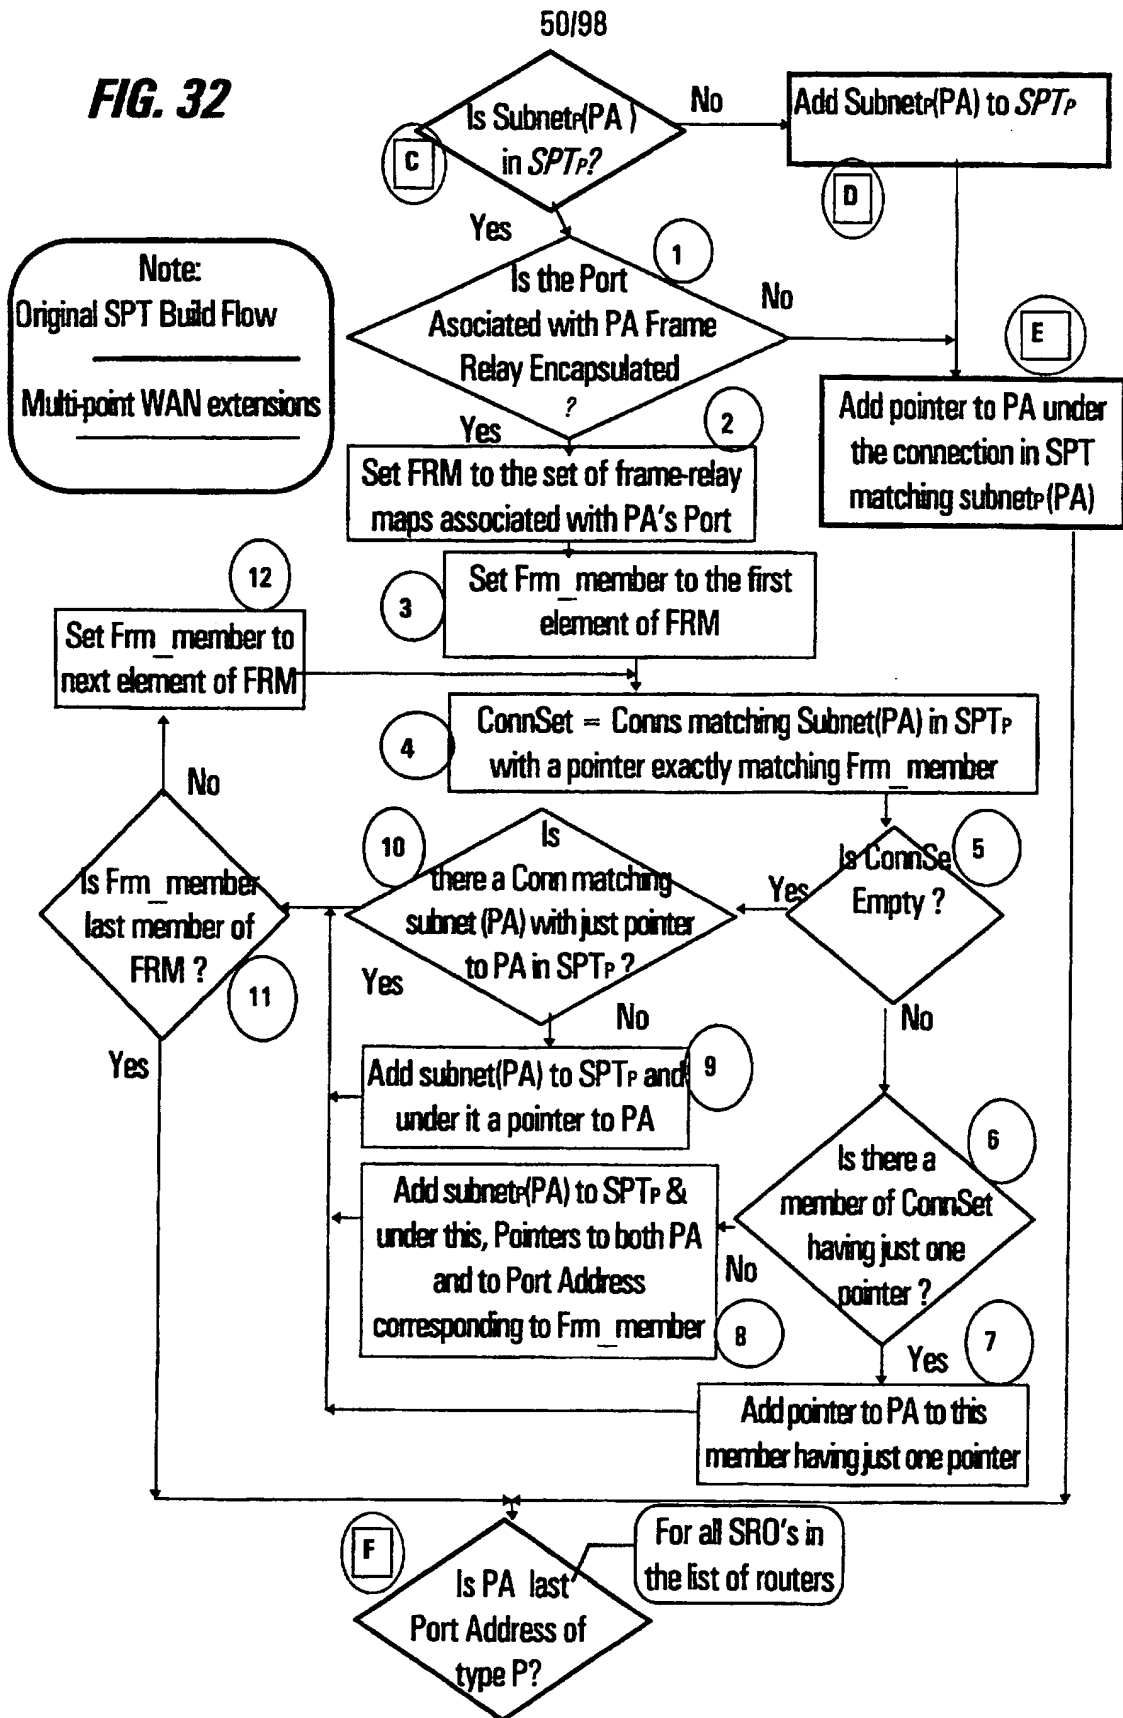 50/98
FIG. 32
Is SubnetP(PA )
in SPTP?
C
No
Add SubnetP(PA) to SPTP
D
Yes
Note:
Original SPT Build Flow
Multi-point WAN extensions
1
Is the Port
Asociated with PA Frame
Relay Encapsulated
?
No
E
Add pointer to PA under
the connection in SPT
matching subnetP(PA)
Yes
2
Set FRM to the set of frame-relay
maps associated with PA's Port
3
Set Frm_member to the first
element of FRM
12
Set Frm_member to
next element of FRM
4
ConnSet = Conns matching Subnet(PA) in SPTP
with a pointer exactly matching Frm_member
5
Is ConnSe
Empty ?
Yes
No
10
Is
there a Conn matching
subnet (PA) with just pointer
to PA in SPTP ?
Yes
No
No
Is Frm_member
last member of
FRM ?
11
Yes
Add subnet(PA) to SPTP and
under it a pointer to PA
9
6
Is there a
member of ConnSet
having just one
pointer ?
No
Yes
Add subnetP(PA) to SPTP &
under this, Pointers to both PA
and to Port Address
corresponding to Frm_member
8
7
Add pointer to PA to this
member having just one pointer
F
Is PA last
Port Address of
type P?
For all SRO's in
the list of routers